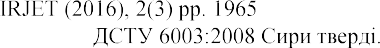 IRJET (2016), 2(3) pp. 1965
ДСТУ 6003:2008 Сири тверді.